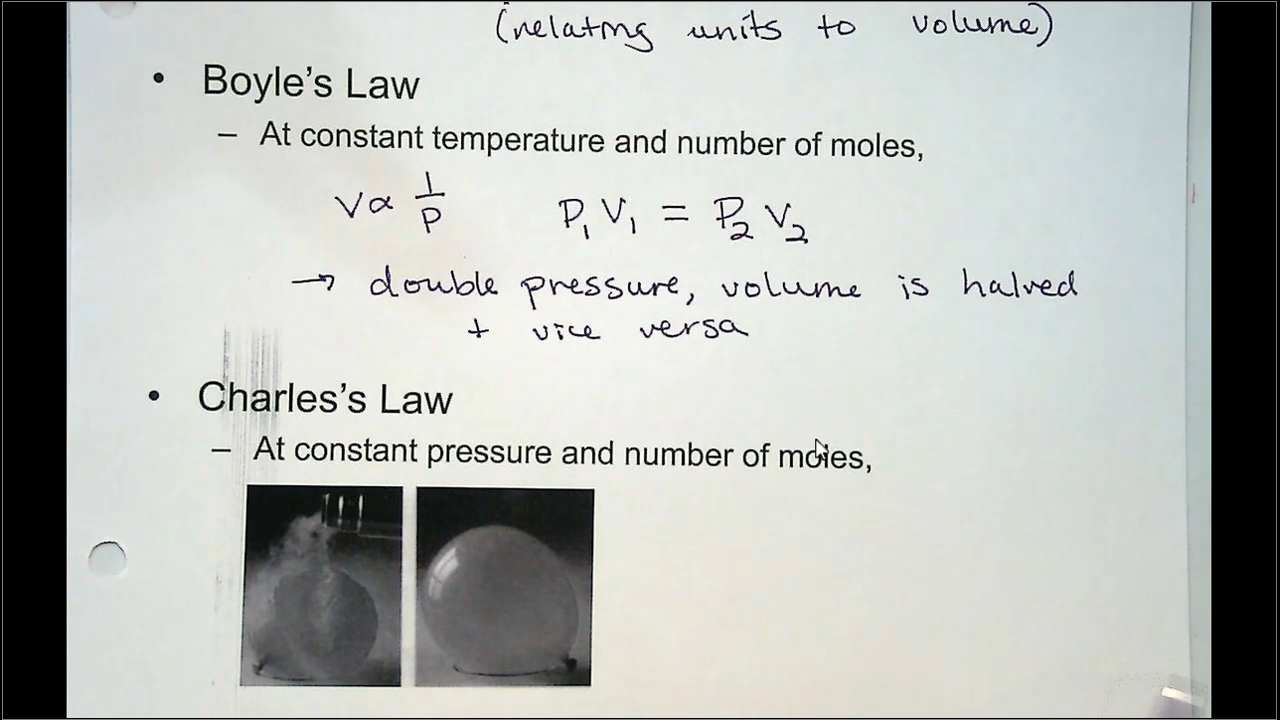 (relating units to volume)
• Boyle's Law
– At constant temperature and number of moles,
V∝ 1/P P₁V₁ = P₂V₂
→ double pressure, volume is halved
+ vice versa
• Charles's Law
– At constant pressure and number of moles,